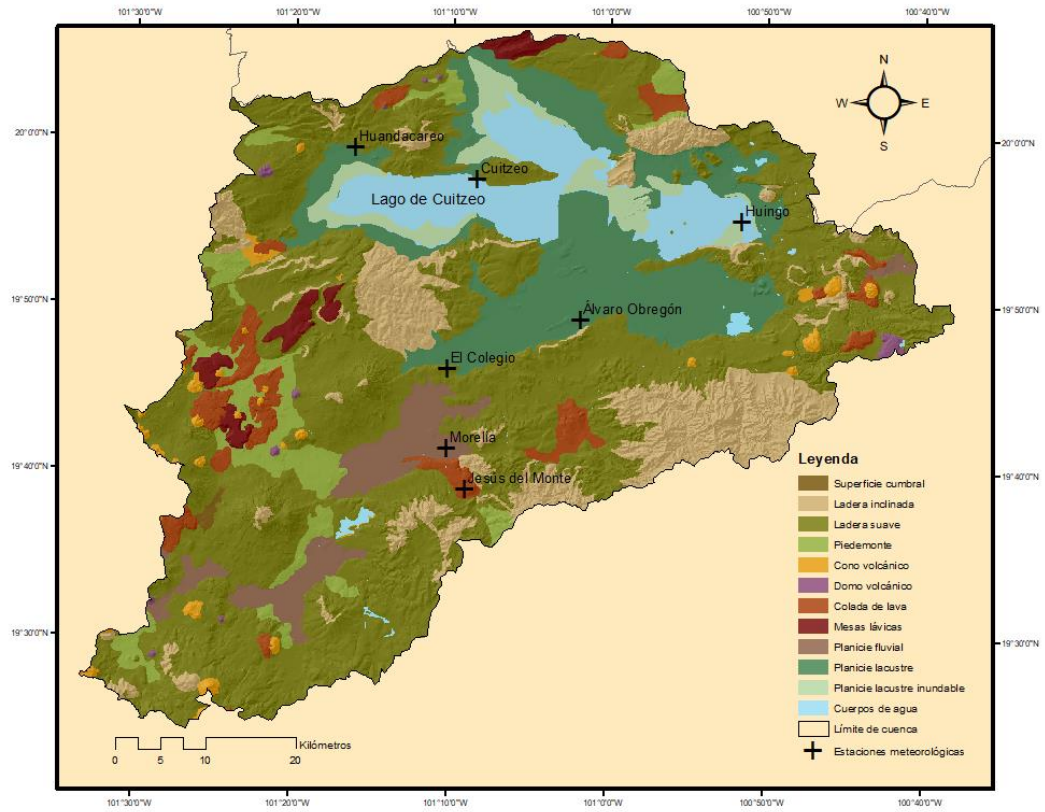 101°30'0"W 101°20'0"W 101°10'0"W 101°0'0"W 100°50'0"W 100°40'0"W
N
W E
S
20°0'0"N
20°0'0"N
Huandacareo
Cuitzeo
Lago de Cuitzeo
Huingo
19°50'0"N
19°50'0"N
Álvaro Obregón
El Colegio
Morelia
19°40'0"N
19°40'0"N
Jesús del Monte
Leyenda
Superficie cumbral
Ladera inclinada
Ladera suave
Piedemonte
Cono volcánico
Domo volcánico
Colada de lava
Mesas lávicas
Planicie fluvial
Planicie lacustre
Planicie lacustre inundable
Cuerpos de agua
Límite de cuenca
Estaciones meteorológicas
19°30'0"N
19°30'0"N
Kilómetros
0 5 10 20
101°30'0"W 101°20'0"W 101°10'0"W 101°0'0"W 100°50'0"W 100°40'0"W